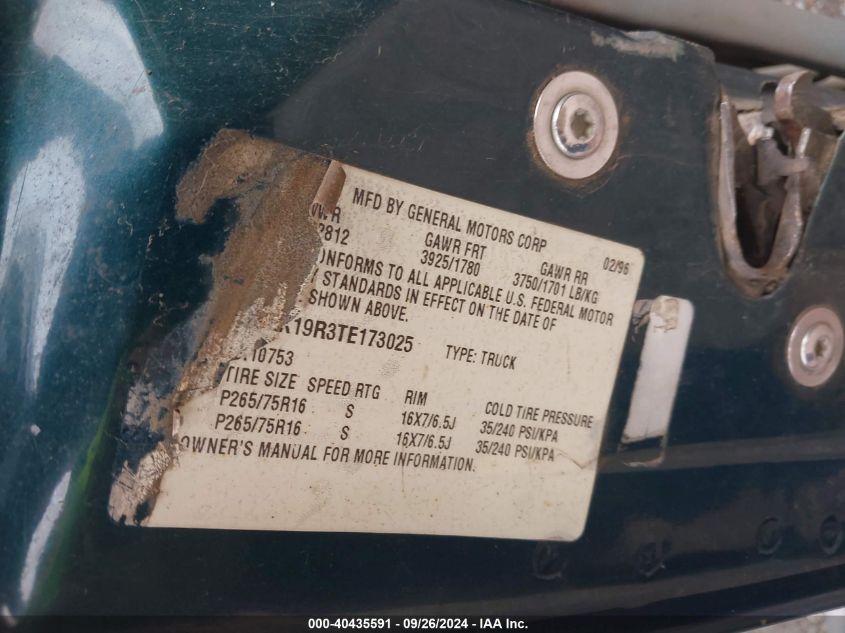 MFD BY GENERAL MOTORS CORP 02/96
GAWR FRT GAWR RR
2812 3925/1780 3750/1701 LB/KG
CONFORMS TO ALL APPLICABLE U.S. FEDERAL MOTOR
STANDARDS IN EFFECT ON THE DATE OF
SHOWN ABOVE.
K19R3TE173025 TYPE: TRUCK
10753
TIRE SIZE SPEED RTG RIM COLD TIRE PRESSURE
P265/75R16 S 16X7/6.5J 35/240 PSI/KPA
P265/75R16 S 16X7/6.5J 35/240 PSI/KPA
OWNER'S MANUAL FOR MORE INFORMATION.
000-40435591 - 09/26/2024 - IAA Inc.